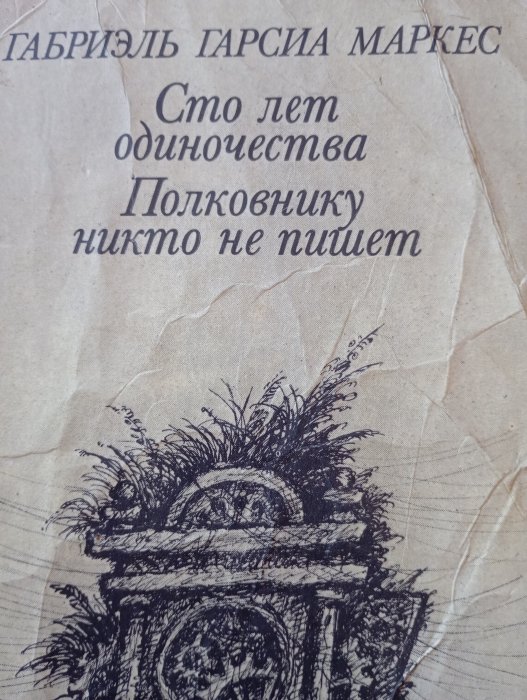 ГАБРИЭЛЬ ГАРСИА МАРКЕС
Сто лет
одиночества
Полковнику
никто не пишет